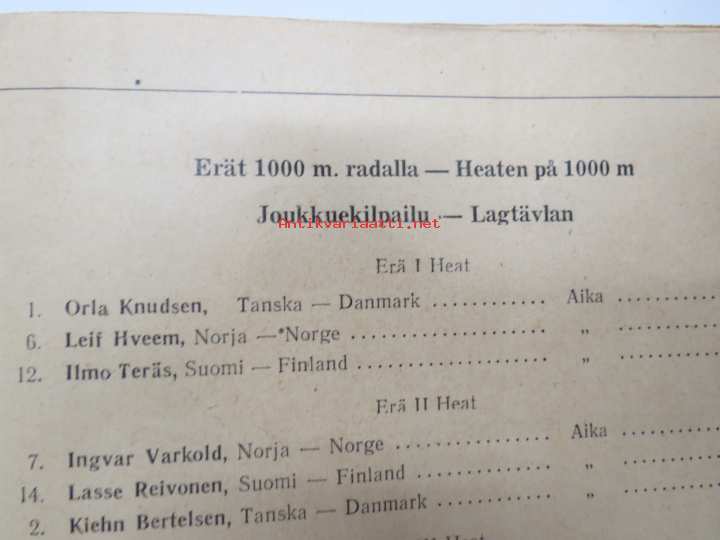 Erät 1000 m. radalla — Heaten på 1000 m
Joukkuekilpailu — Lagtävlan
Antikvariaatti.net
Erä I Heat
1. Orla Knudsen, Tanska — Danmark ............ Aika ............
6. Leif Hveem, Norja — Norge .................... „ ............
12. Ilmo Teräs, Suomi — Finland .................... „ ............
Erä II Heat
7. Ingvar Varkold, Norja — Norge ................ Aika ............
14. Lasse Reivonen, Suomi — Finland ............ „ ............
2. Kiehn Bertelsen, Tanska — Danmark ............ „ ............